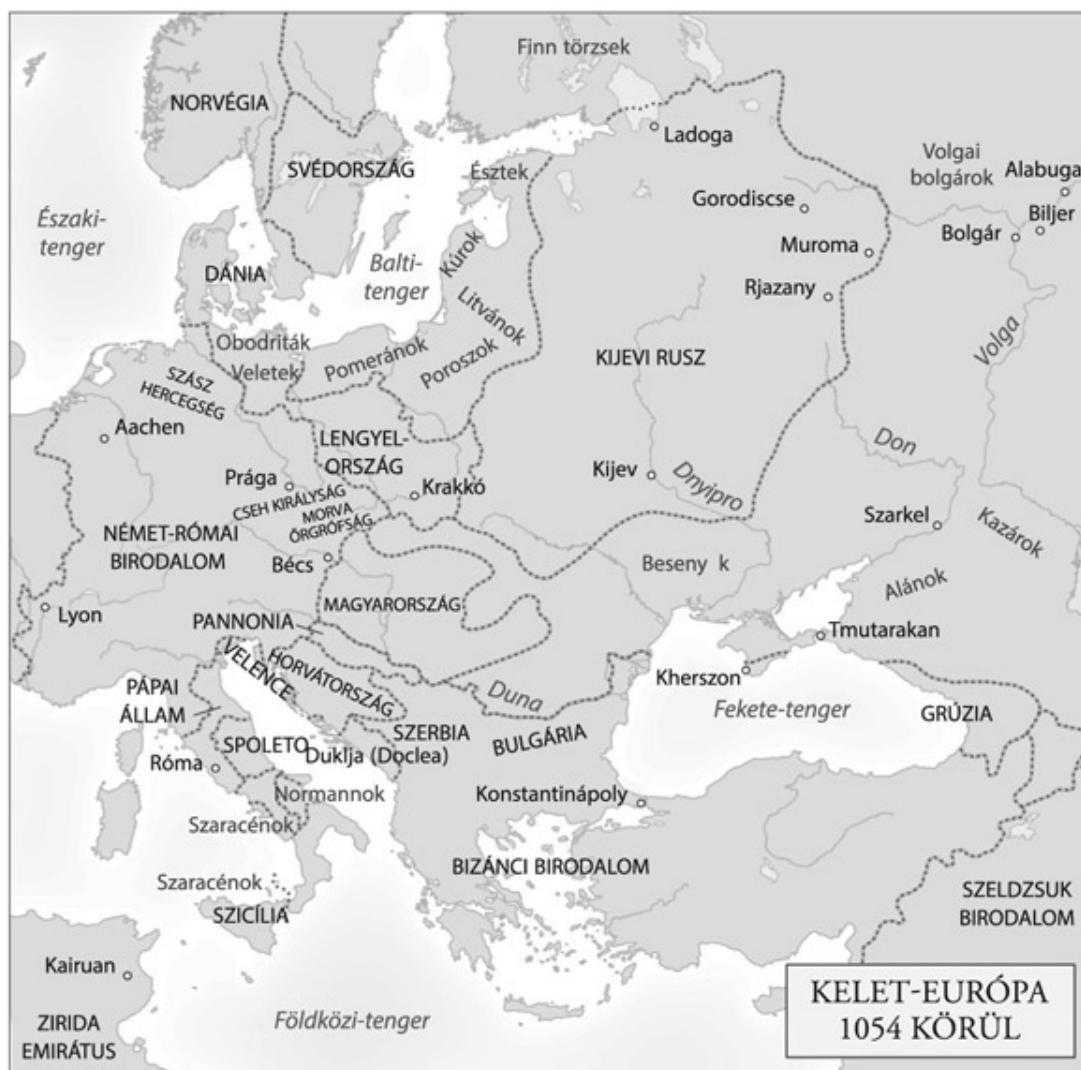 Finn törzsek
NORVÉGIA
Ladoga
SVÉDORSZÁG
Észtek
Volgai
bolgárok
Alabuga
Gorodiscse
Biljer
Északi-
tenger
Bolgár
Muroma
Kúrok
Balti-
tenger
DÁNIA
Rjazany
Litvánok
Volga
Obodriták
Veletek
Pomeránok
Poroszok
KIJEVI RUSZ
SZÁSZ
HERCEGSÉG
Aachen
LENGYEL-
ORSZÁG
Don
Prága
Kijev
Dnyipro
Krakkó
CSEH KIRÁLYSÁG
MORVA
ŐRGRÓFSÁG
Szarkel
Kazárok
NÉMET-RÓMAI
BIRODALOM
Bécs
Beseny k
Alánok
Lyon
MAGYARORSZÁG
PANNONIA
Tmutarakan
VELENCE
HORVÁTORSZÁG
Kherszon
Duna
PÁPAI
ÁLLAM
Fekete-tenger
GRÚZIA
SZERBIA
BULGÁRIA
SPOLETO
Duklja (Doclea)
Róma
Normannok
Konstantinápoly
Szaracénok
BIZÁNCI BIRODALOM
Szaracénok
SZICÍLIA
SZELDZSUK
BIRODALOM
Kairuan
ZIRIDA
EMIRÁTUS
Földközi-tenger
KELET-EURÓPA
1054 KÖRÜL